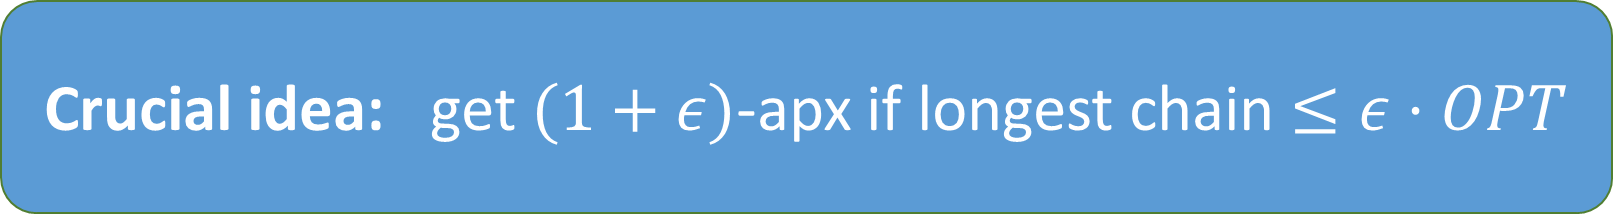 Crucial idea: get (1 + ϵ)-apx if longest chain ≤ ϵ · OPT